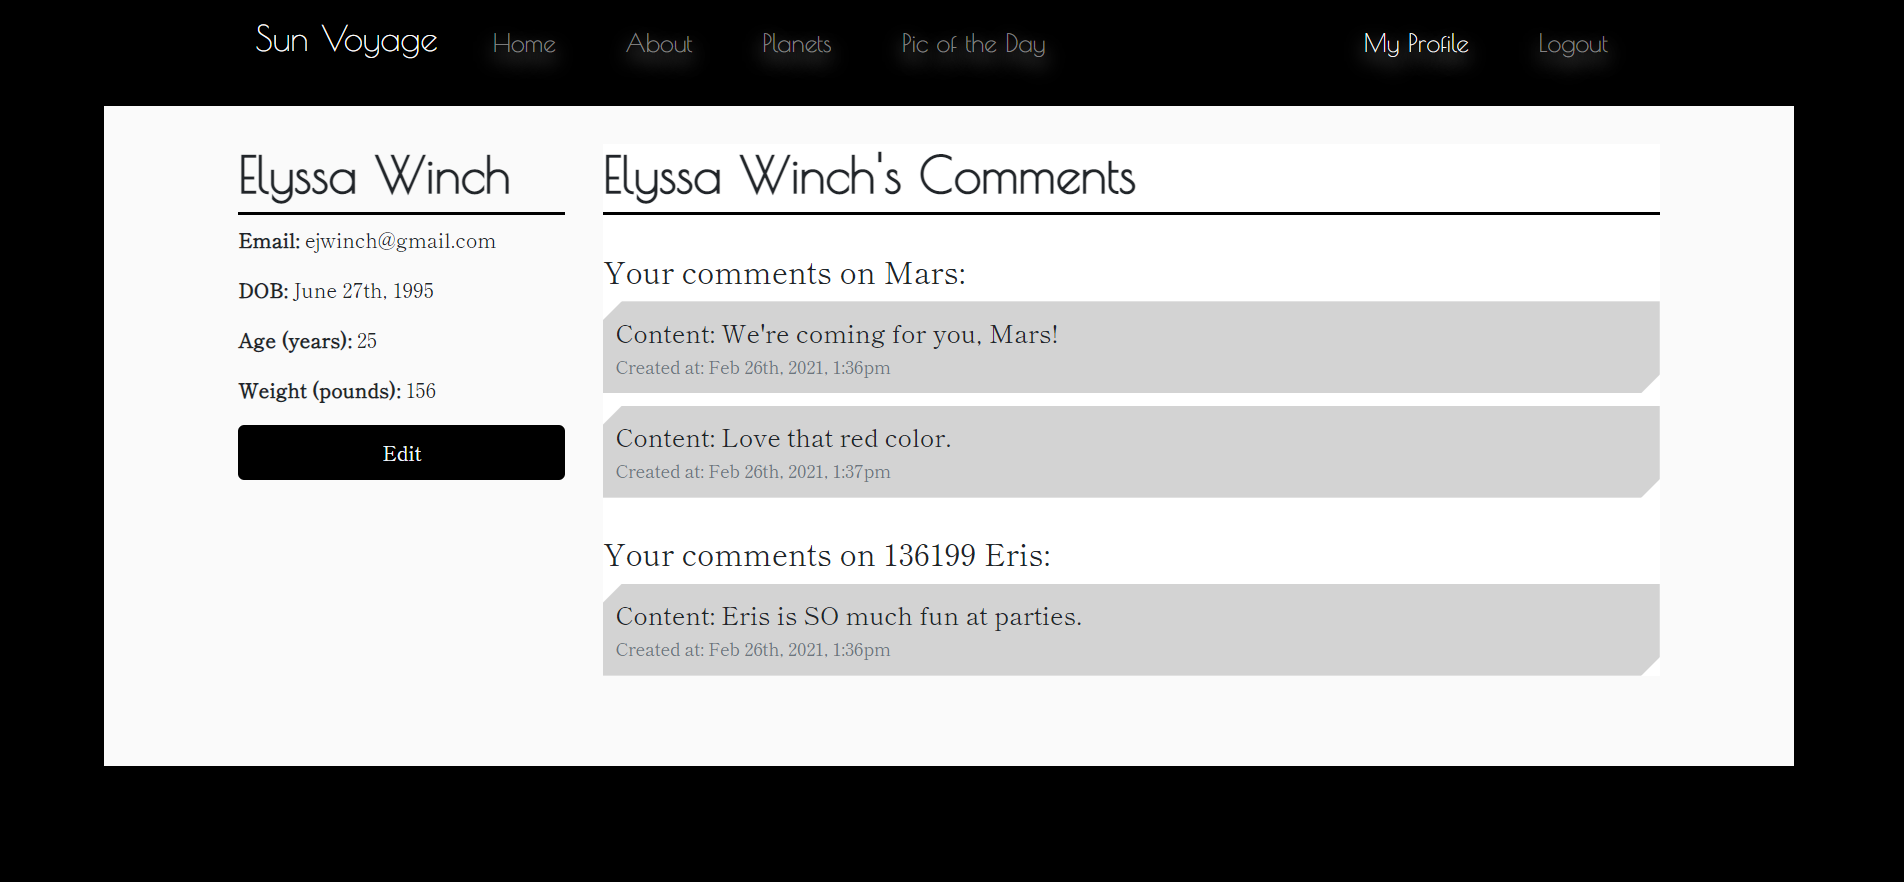 Sun Voyage Home About Planets Pic of the Day My Profile Logout
Elyssa Winch
Email: ejwinch@gmail.com
DOB: June 27th, 1995
Age (years): 25
Weight (pounds): 156
Edit
Elyssa Winch's Comments
Your comments on Mars:
Content: We're coming for you, Mars!
Created at: Feb 26th, 2021, 1:36pm
Content: Love that red color.
Created at: Feb 26th, 2021, 1:37pm
Your comments on 136199 Eris:
Content: Eris is SO much fun at parties.
Created at: Feb 26th, 2021, 1:36pm